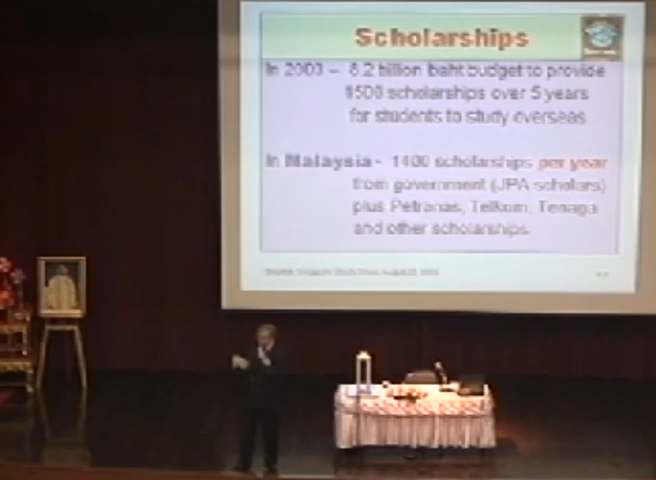 Scholarships
In 2003 - 8.2 billion baht budget to provide
1500 scholarships over 5 years
for students to study overseas
In Malaysia - 1400 scholarships per year
from government (JPA scholars)
plus Petronas, Telkom, Tenaga
and other scholarships.